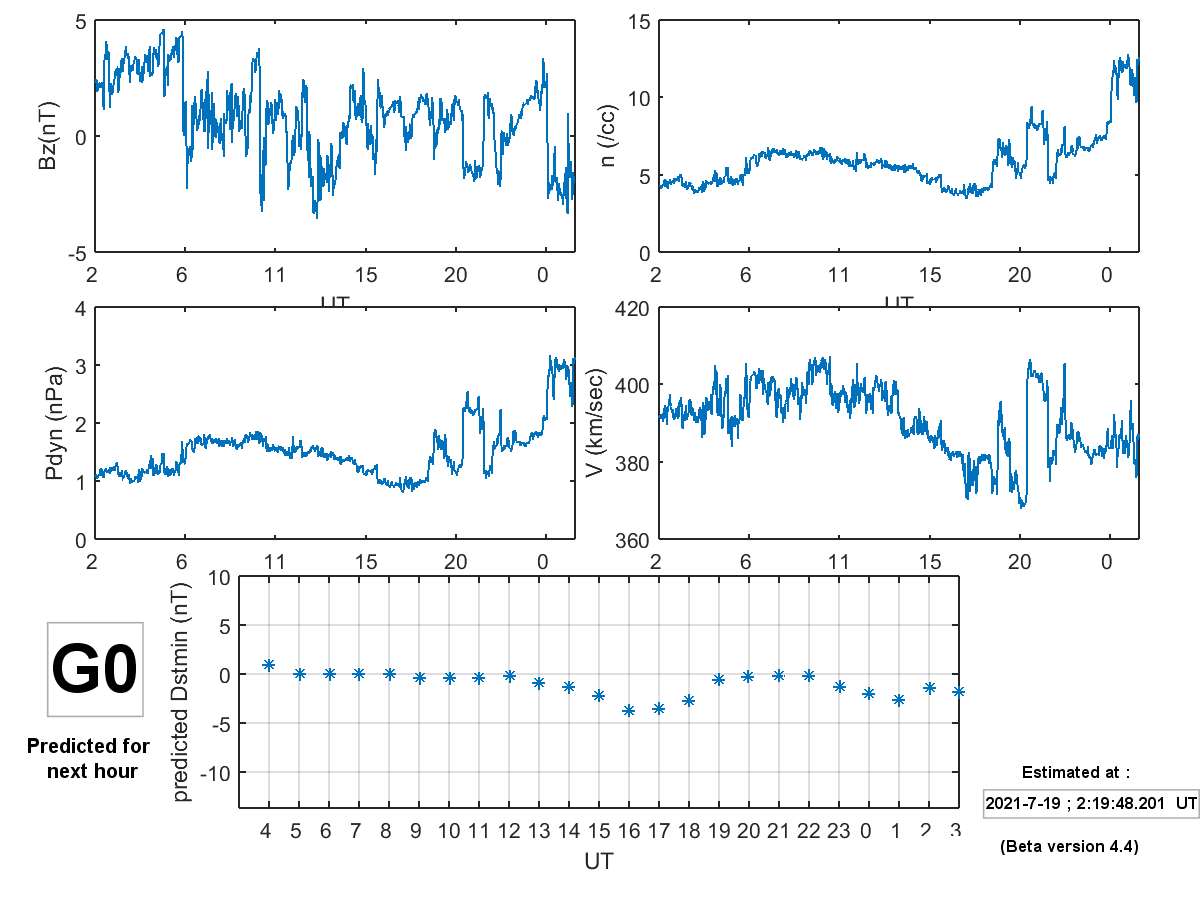 5
0
-5
Bz(nT)
2 6 11 15 20 0
UT
15
10
5
0
n (/cc)
2 6 11 15 20 0
UT
4
3
2
1
0
Pdyn (nPa)
2 6 11 15 20 0
420
400
380
360
V (km/sec)
2 6 11 15 20 0
10
5
0
-5
-10
predicted Dstmin (nT)
4 5 6 7 8 9 10 11 12 13 14 15 16 17 18 19 20 21 22 23 0 1 2 3
UT
G0
Predicted for
next hour
Estimated at :
2021-7-19 ; 2:19:48.201 UT
(Beta version 4.4)